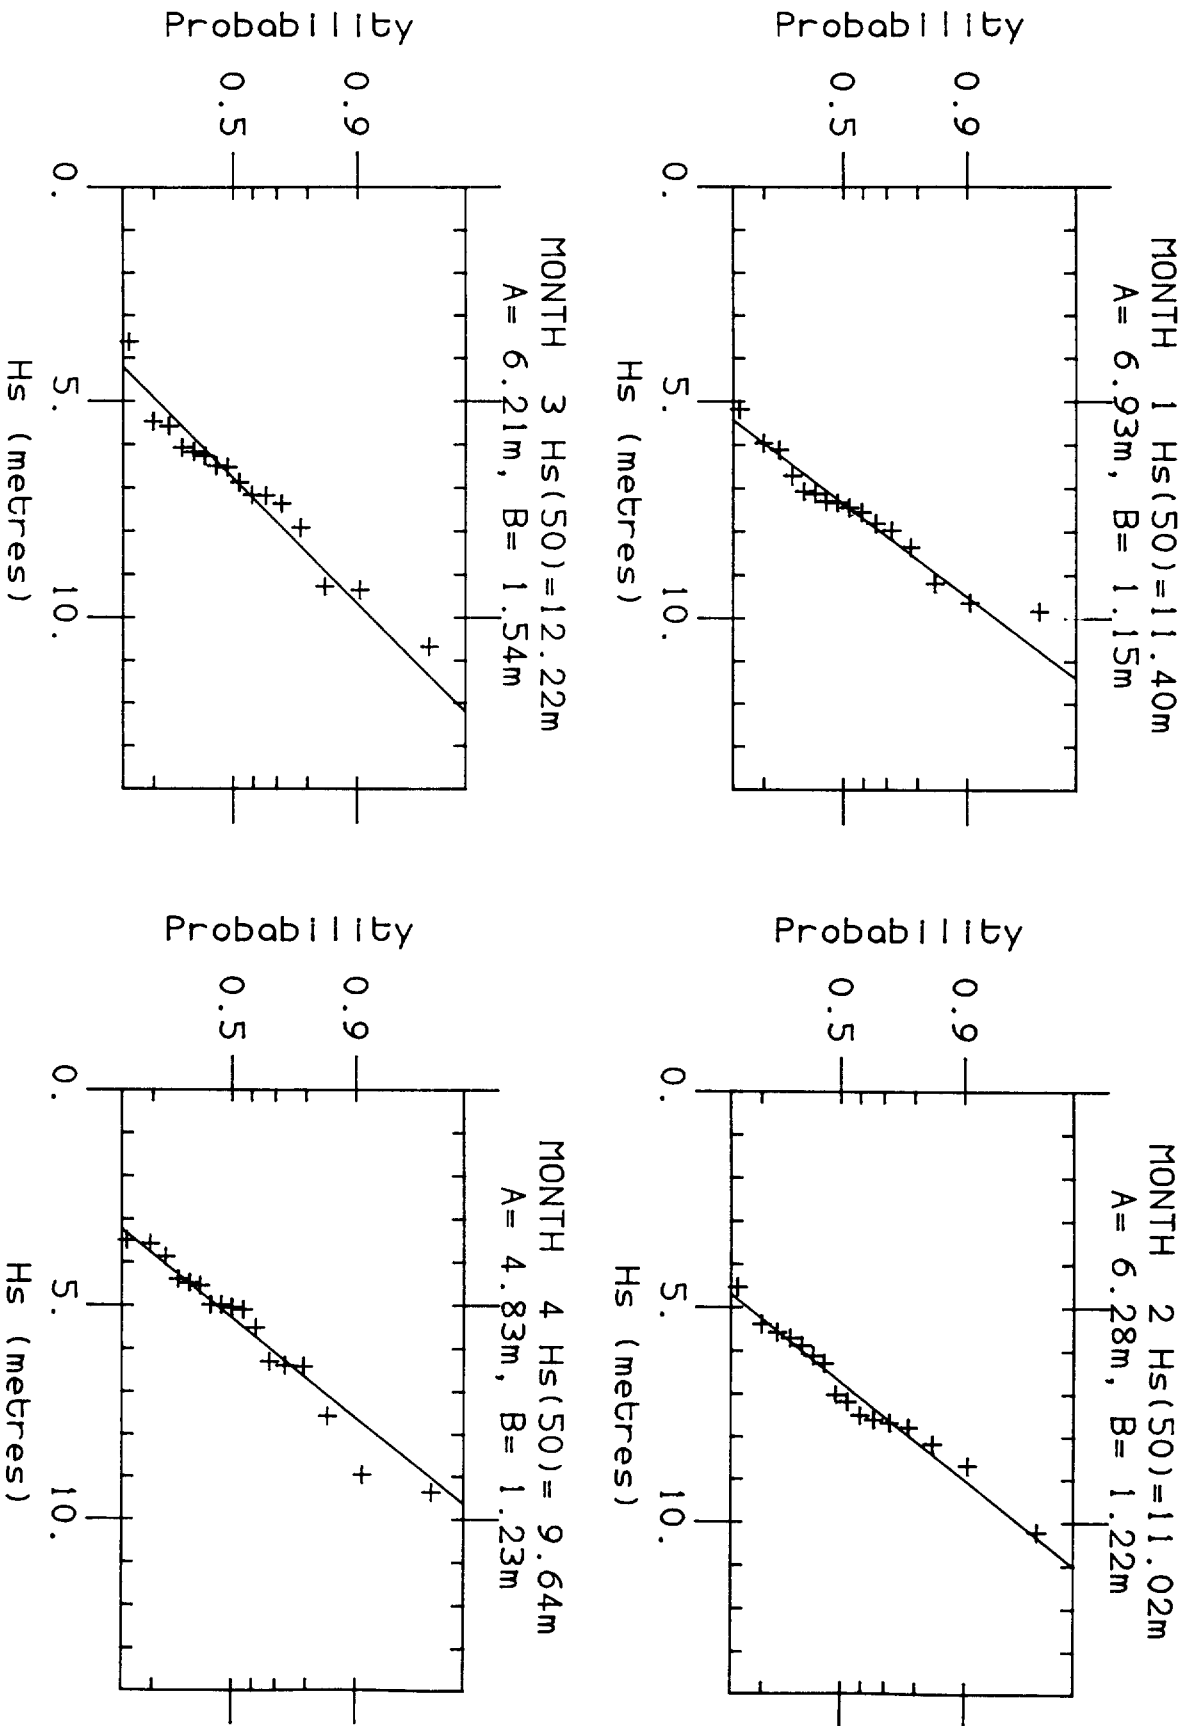 MONTH 1 Hs(50)=11.40m
A= 6.93m, B= 1.15m
Probability
0.9
0.5
0.
5.
10.
Hs (metres)
MONTH 2 Hs(50)=11.02m
A= 6.28m, B= 1.22m
Probability
0.9
0.5
0.
5.
10.
Hs (metres)
MONTH 3 Hs(50)=12.22m
A= 6.21m, B= 1.54m
Probability
0.9
0.5
0.
5.
10.
Hs (metres)
MONTH 4 Hs(50)= 9.64m
A= 4.83m, B= 1.23m
Probability
0.9
0.5
0.
5.
10.
Hs (metres)